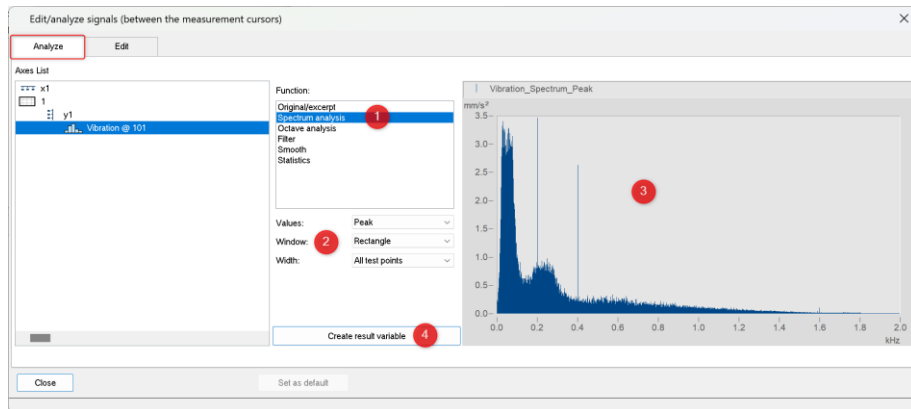 Edit/analyze signals (between the measurement cursors)
Analyze Edit
Axes List
x1
1
y1
Vibration @ 101
Function:
Original/excerpt
Spectrum analysis
Octave analysis
Filter
Smooth
Statistics
1
Values: Peak
Window: 2 Rectangle
Width: All test points
Create result variable 4
Vibration_Spectrum_Peak
mm/s²
3.5
3.0
2.5
2.0
1.5
1.0
0.5
0.0
3
0.0 0.2 0.4 0.6 0.8 1.0 1.2 1.4 1.6 1.8 2.0
kHz
Close Set as default